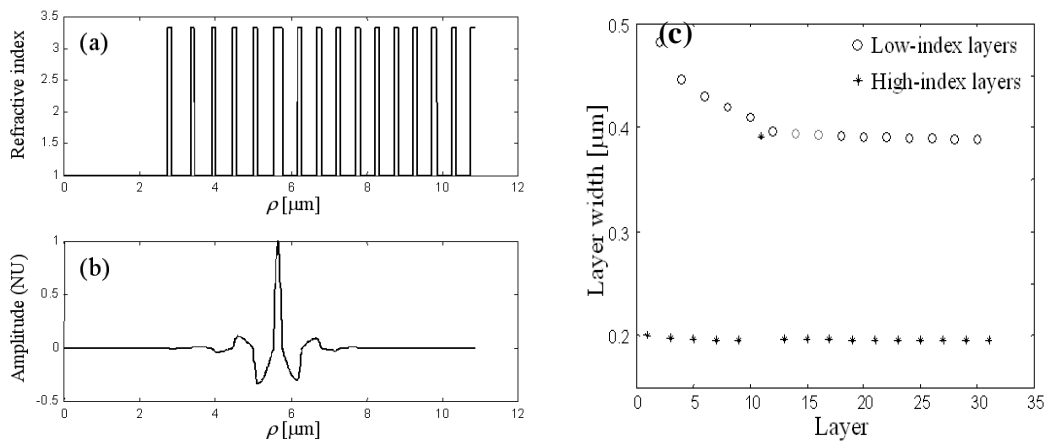 (a)
Refractive index
3.5
3
2.5
2
1.5
1
0 2 4 6 8 10 12
ρ [μm]
(b)
Amplitude (NU)
1
0.5
0
-0.5
0 2 4 6 8 10 12
ρ [μm]
(c)
Low-index layers
High-index layers
Layer width [μm]
0.5
0.4
0.3
0.2
0 5 10 15 20 25 30 35
Layer